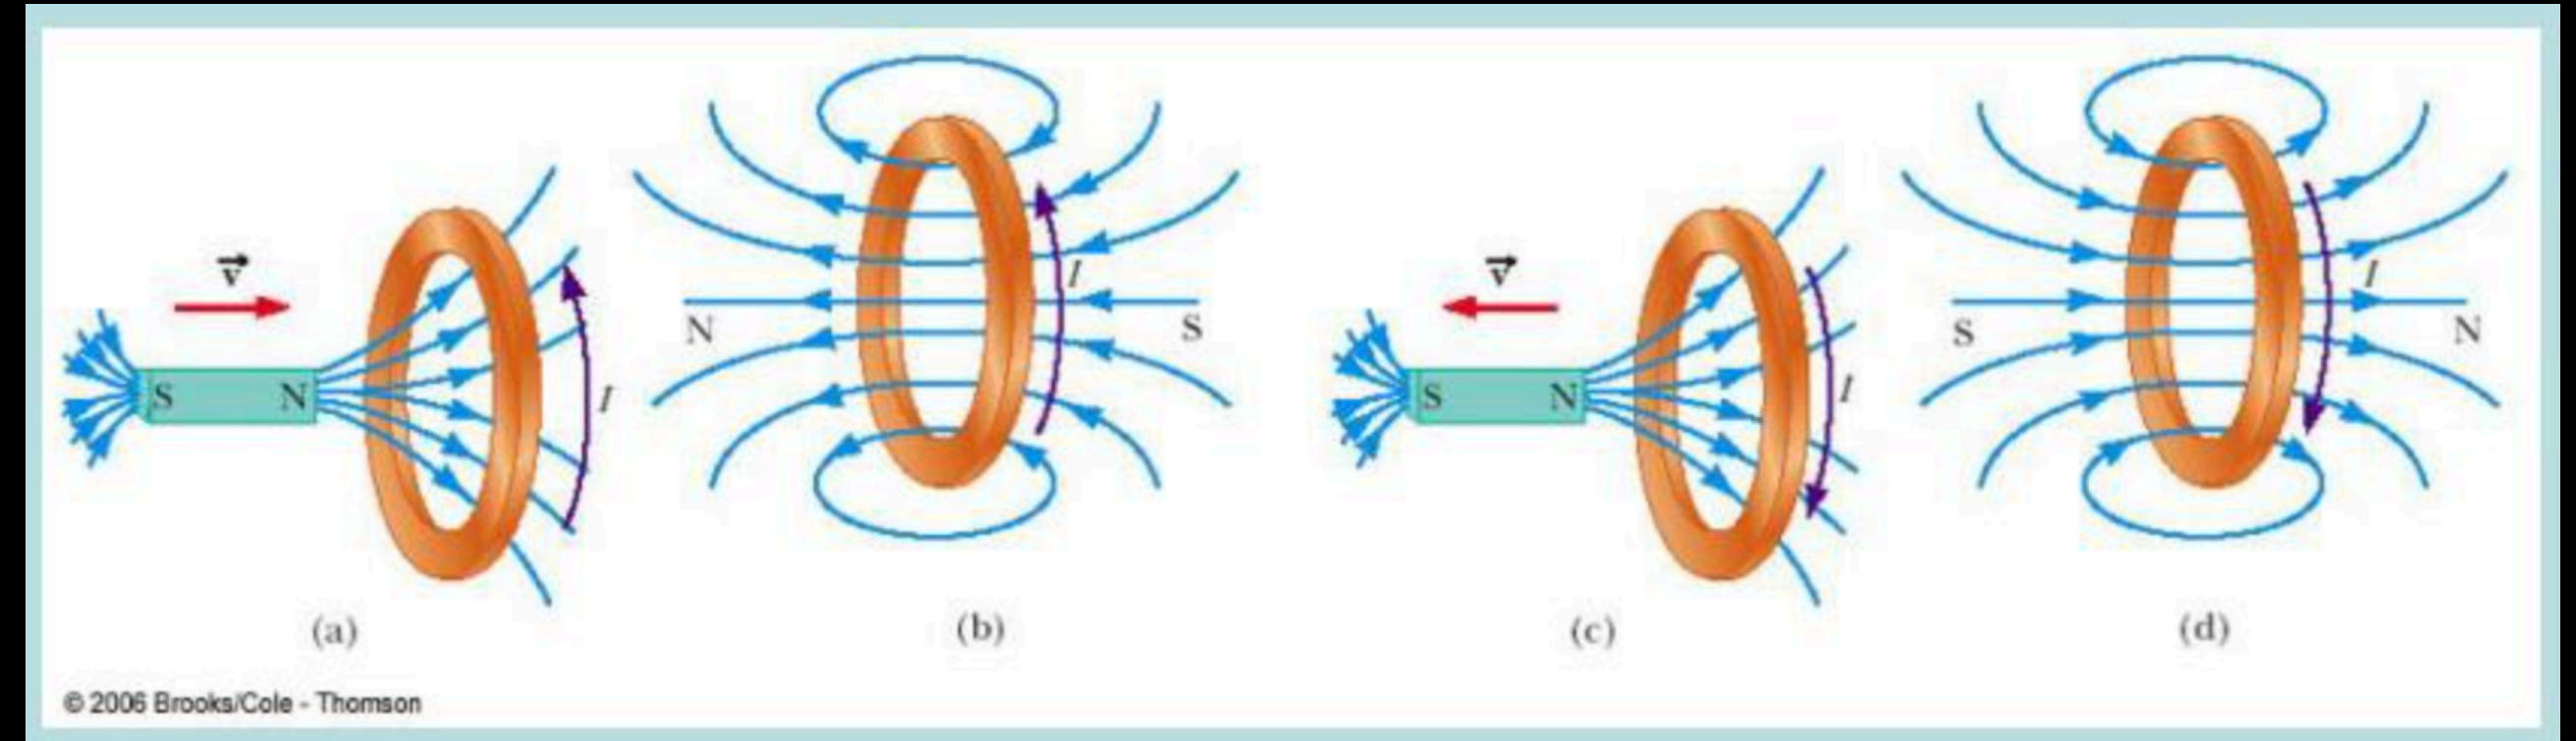 v
S N
I
(a)
N S
I
(b)
v
S N
I
(c)
S N
I
(d)
© 2006 Brooks/Cole - Thomson